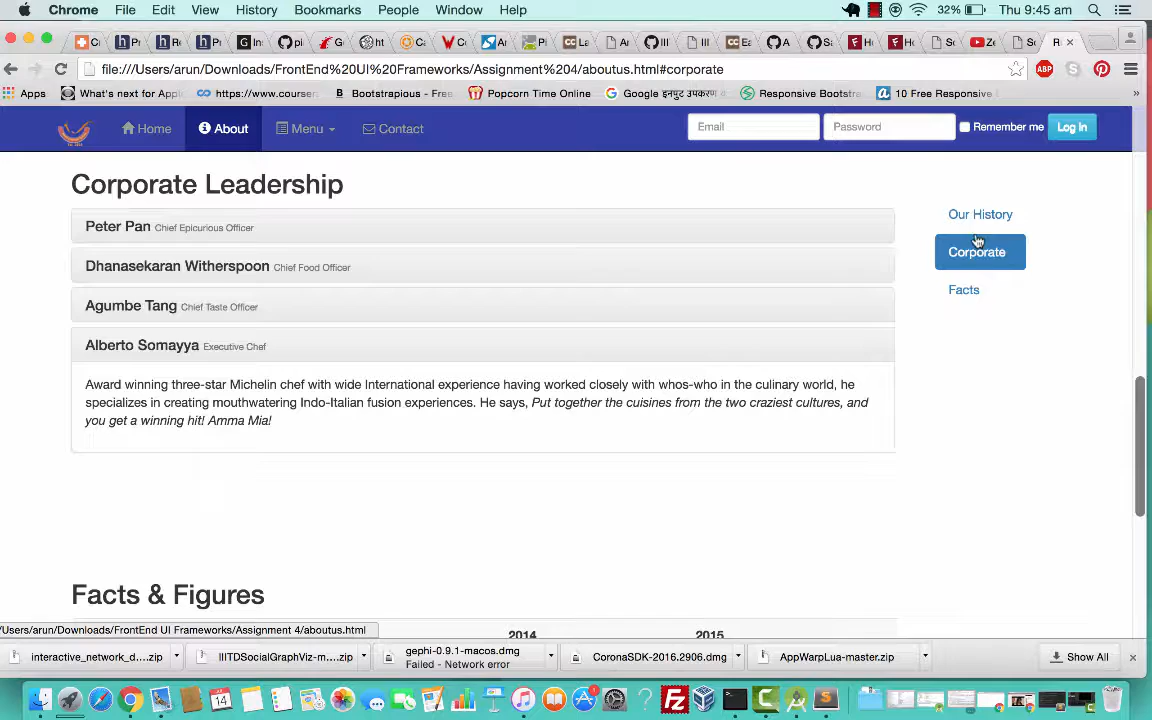 Chrome File Edit View History Bookmarks People Window Help 32% Thu 9:45 am
file:///Users/arun/Downloads/FrontEnd%20UI%20Frameworks/Assignment%204/aboutus.html#corporate ABP
Apps What's next for Appl https://www.coursera B Bootstrapious - Free Popcorn Time Online Google इनपुट उपकरण Responsive Bootstra 10 Free Responsive »
Home About Menu Contact Email Password Remember me Log in
Corporate Leadership
Our History
Peter Pan Chief Epicurious Officer
Corporate
Dhanasekaran Witherspoon Chief Food Officer
Facts
Agumbe Tang Chief Taste Officer
Alberto Somayya Executive Chef
Award winning three-star Michelin chef with wide International experience having worked closely with whos-who in the culinary world, he
specializes in creating mouthwatering Indo-Italian fusion experiences. He says, Put together the cuisines from the two craziest cultures, and
you get a winning hit! Amma Mia!
Facts & Figures
2014 2015
/Users/arun/Downloads/FrontEnd UI Frameworks/Assignment 4/aboutus.html
interactive_network_d....zip IIITDSocialGraphViz-m....zip gephi-0.9.1-macos.dmg CoronaSDK-2016.2906.dmg AppWarpLua-master.zip Show All
Failed - Network error